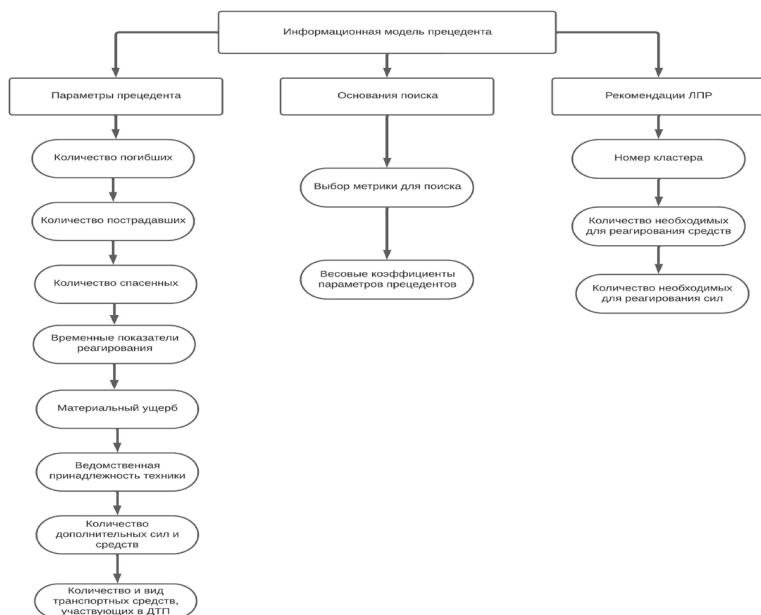 Информационная модель прецедента
Параметры прецедента
Количество погибших
Количество пострадавших
Количество спасенных
Временные показатели
реагирования
Материальный ущерб
Ведомственная
принадлежность техники
Количество
дополнительных сил и
средств
Количество и вид
транспортных средств,
участвующих в ДТП
Основания поиска
Выбор метрики для поиска
Весовые коэффициенты
параметров прецедентов
Рекомендации ЛПР
Номер кластера
Количество необходимых
для реагирования средств
Количество необходимых
для реагирования сил